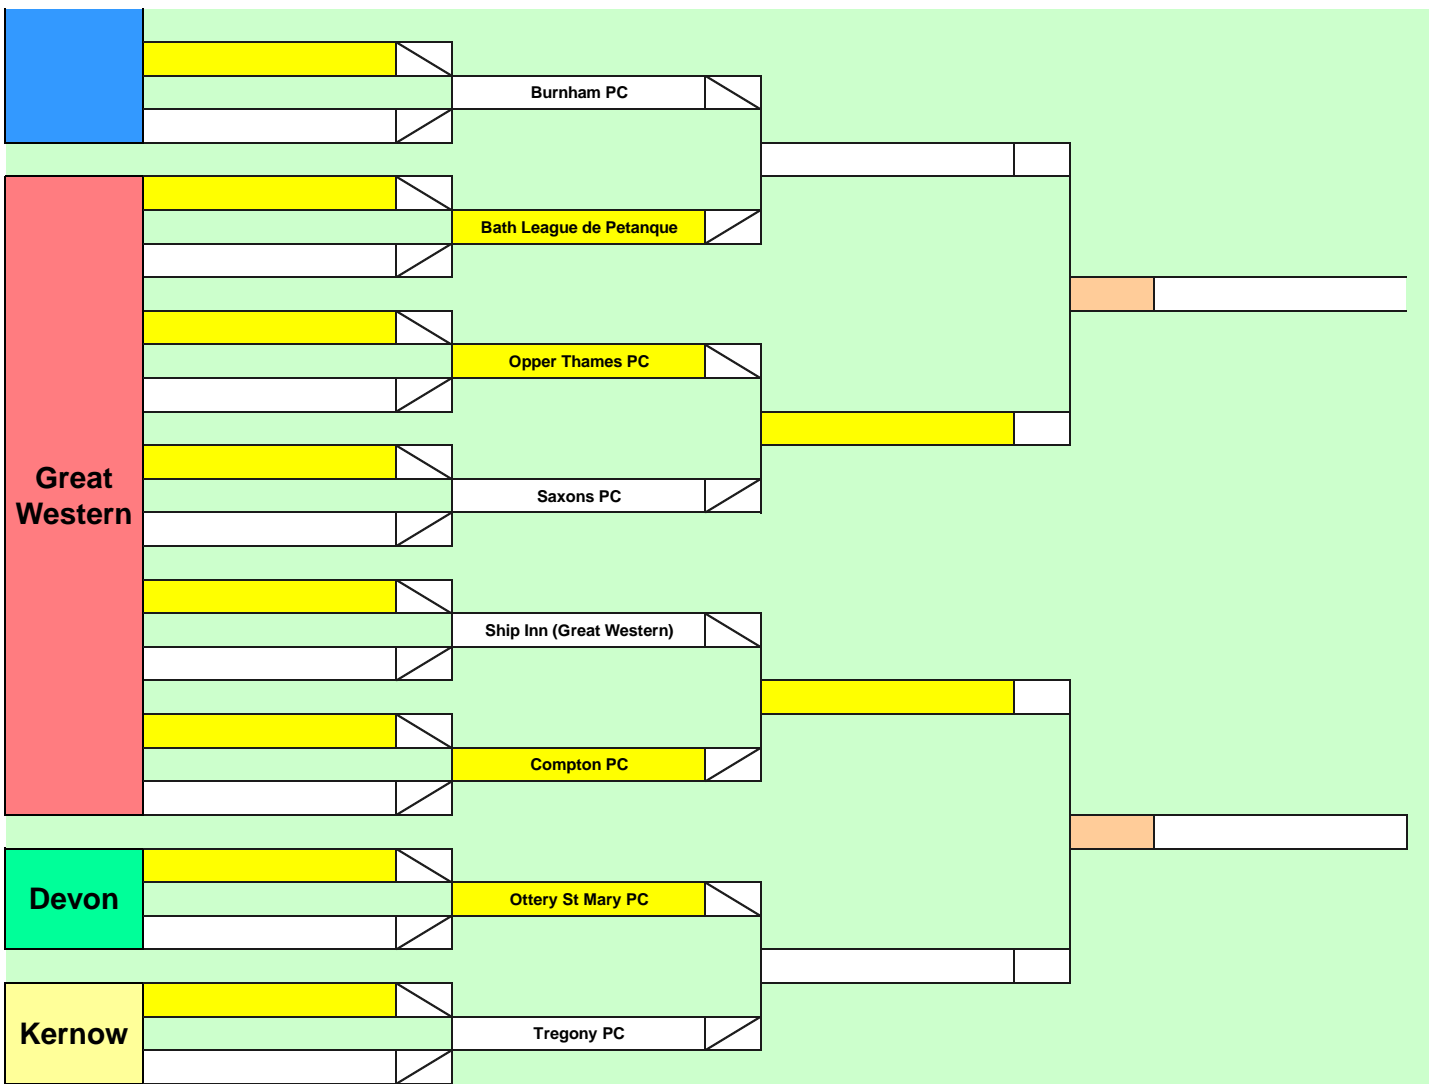 Burnham PC
Bath League de Petanque
Opper Thames PC
Great
Western
Saxons PC
Ship Inn (Great Western)
Compton PC
Devon
Ottery St Mary PC
Kernow
Tregony PC